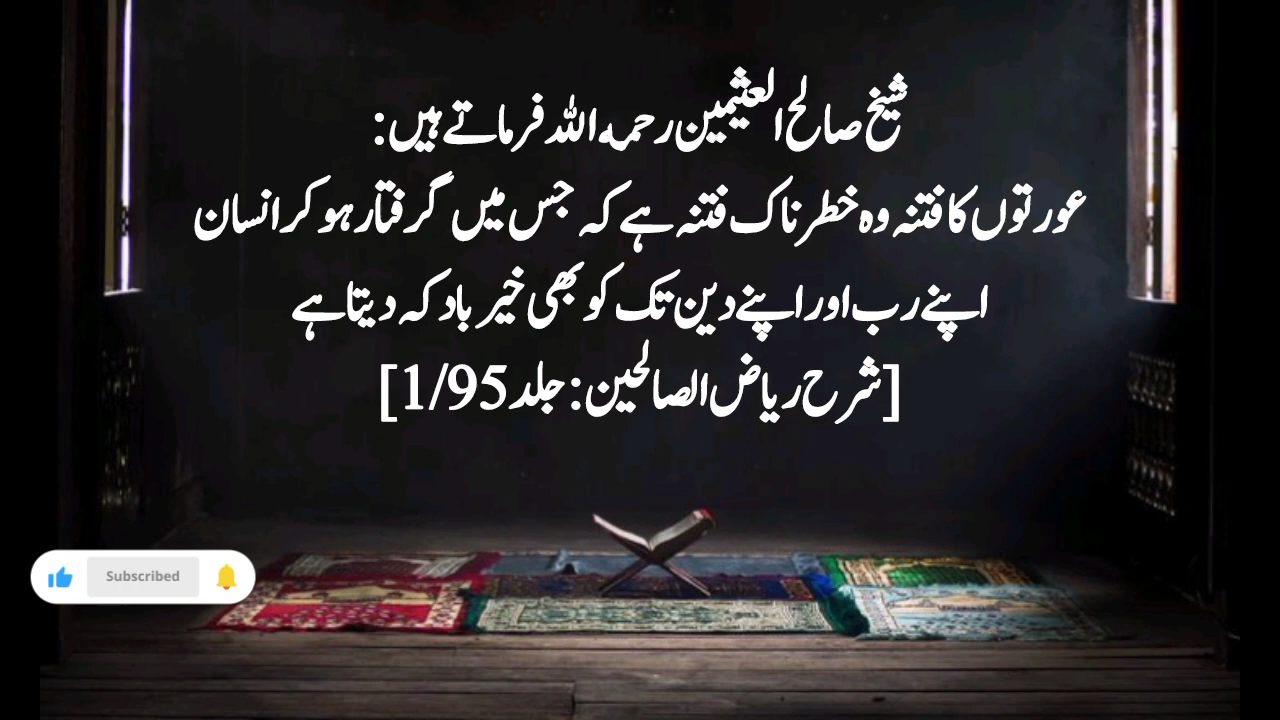 شیخ صالح العثیمین رحمہ اللہ فرماتے ہیں:
عورتوں کا فتنہ وہ خطرناک فتنہ ہے کہ جس میں گرفتار ہو کر انسان
اپنے رب اور اپنے دین تک کو بھی خیر باد کہ دیتا ہے
[شرح ریاض الصالحین: جلد 1/95]
Subscribed